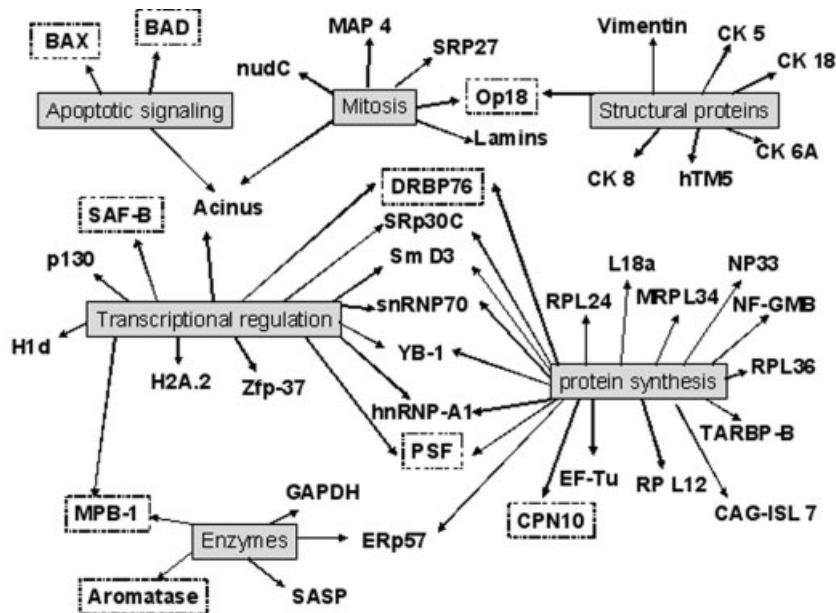 MAP 4
BAX
BAD
SRP27
Vimentin
CK 5
nudC
CK 18
Apoptotic signaling
Mitosis
Op18
Structural proteins
Lamins
CK 6A
CK 8
hTM5
DRBP76
SAF-B
Acinus
SRp30C
p130
Sm D3
L18a
NP33
RPL24
MRPL34
NF-GMB
Transcriptional regulation
snRNP70
H1d
YB-1
RPL36
H2A.2
Zfp-37
protein synthesis
hnRNP-A1
TARBP-B
PSF
EF-Tu
RP L12
GAPDH
MPB-1
CPN10
CAG-ISL 7
Enzymes
ERp57
Aromatase
SASP